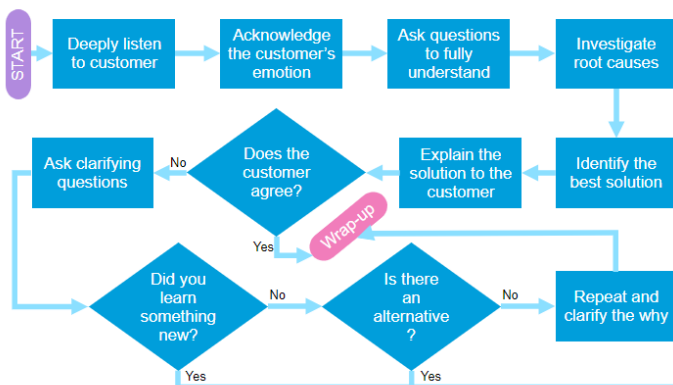 START
Deeply listen
to customer
Acknowledge
the customer's
emotion
Ask questions
to fully
understand
Investigate
root causes
Ask clarifying
questions
No
Does the
customer
agree?
Explain the
solution to the
customer
Identify the
best solution
Yes
Wrap-up
Did you
learn
something
new?
No
Is there
an
alternative
?
No
Repeat and
clarify the why
Yes
Yes